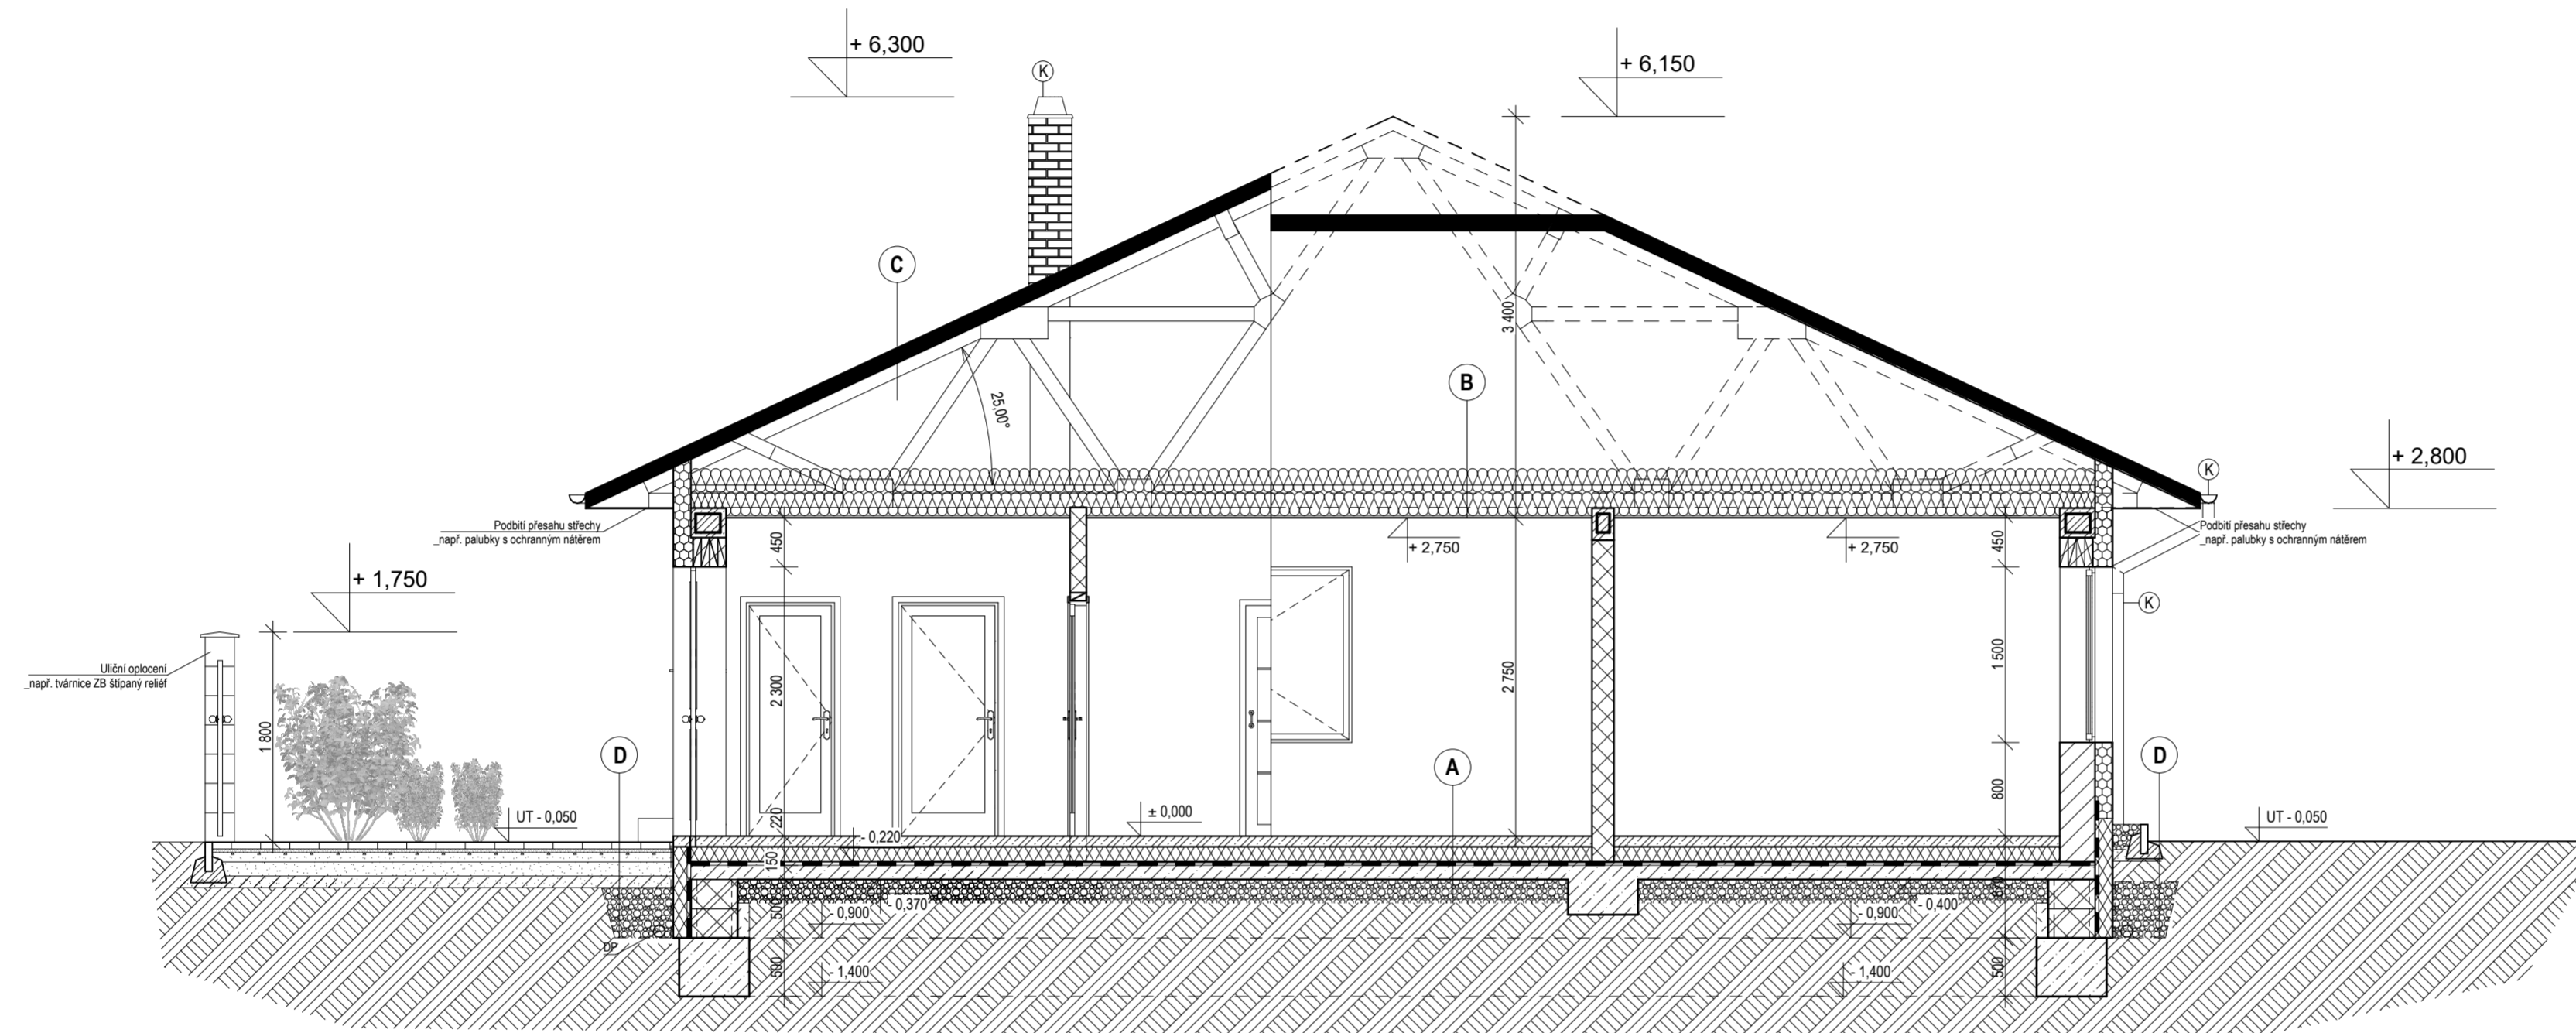 + 6,300
+ 6,150
K
C
25,00°
3 400
B
+ 2,800
K
Podbití přesahu střechy
_např. palubky s ochranným nátěrem
Podbití přesahu střechy
_např. palubky s ochranným nátěrem
450
+ 2,750
+ 2,750
450
+ 1,750
K
Uliční oplocení
_např. tvárnice ZB štípaný reliéf
1 800
2 300
2 750
1 500
D
A
D
800
UT - 0,050
220
± 0,000
UT - 0,050
- 0,220
150
500
- 0,370
- 0,900
- 0,400
- 0,900
DP
500
- 1,400
- 1,400
500